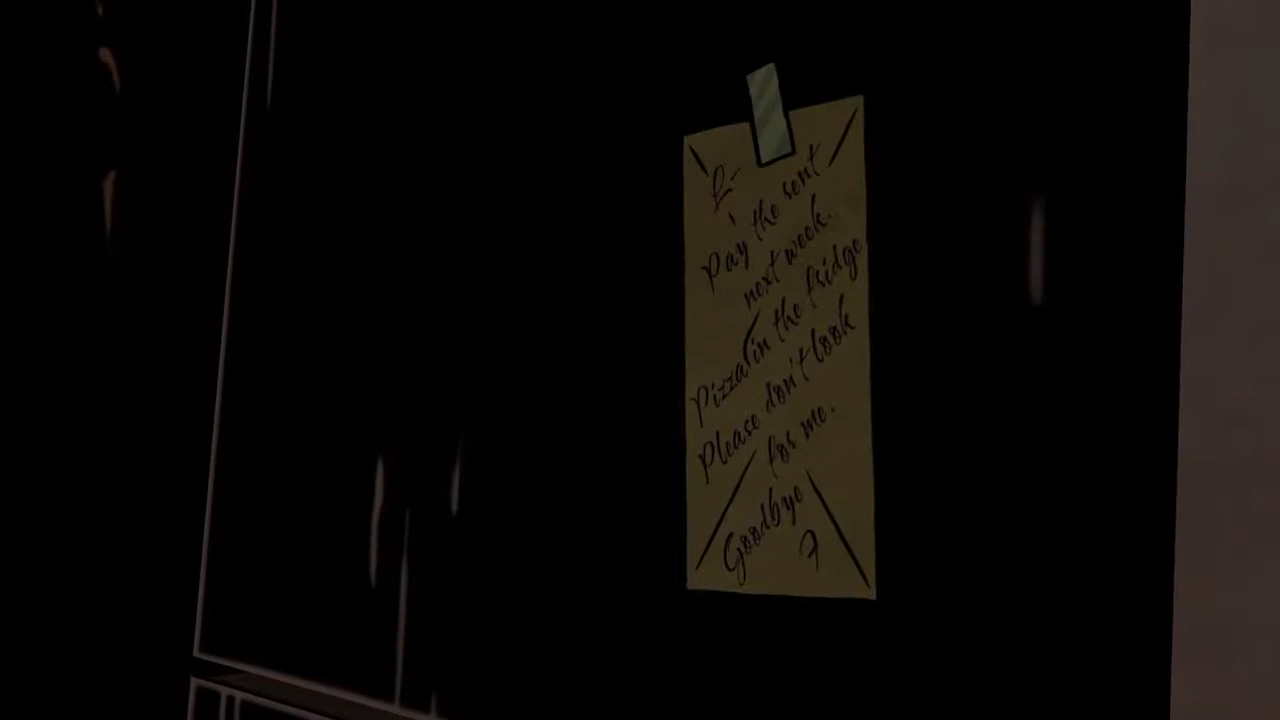 R-
Pay the rent
next week.
Pizza in the fridge
Please don't look
for me.
Goodbye
F